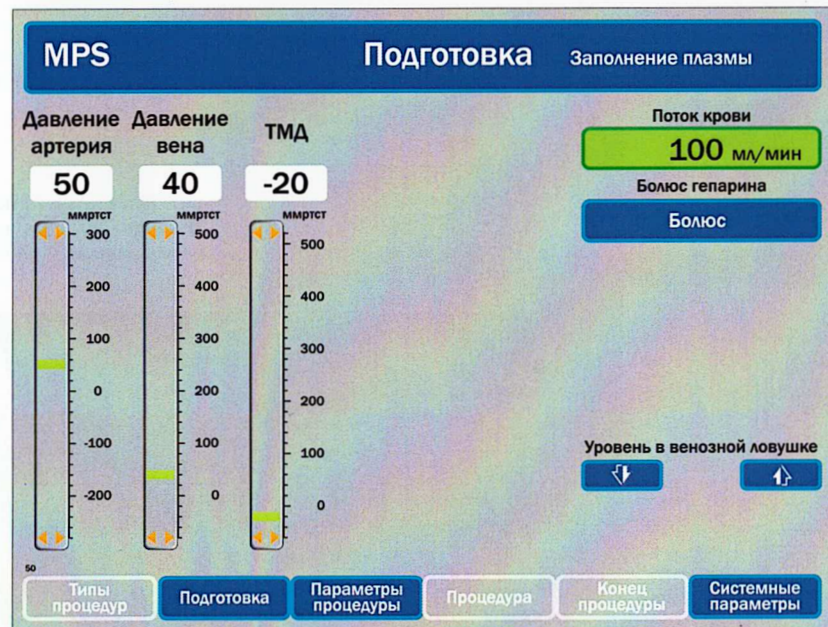 MPS
Подготовка
Заполнение плазмы
Давление артерия
Давление вена
ТМД
50
40
-20
ммртст
ммртст
ммртст
300
200
100
0
-100
-200
500
400
300
200
100
0
500
400
300
200
100
0
Поток крови
100 мл/мин
Болюс гепарина
Болюс
Уровень в венозной ловушке
50
Типы
процедур
Подготовка
Параметры
процедуры
Процедура
Конец
процедуры
Системные
параметры